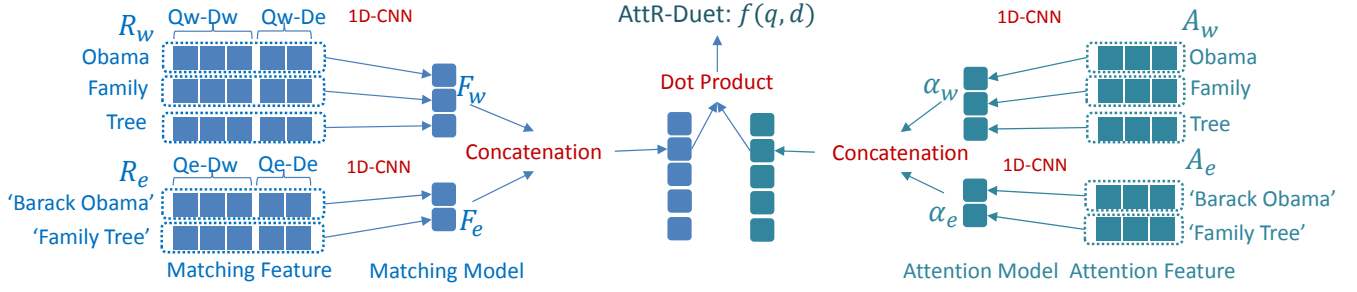 AttR-Duet: f(q, d)
Dot Product
R_w
Qw-Dw
Qw-De
1D-CNN
Obama
Family
Tree
F_w
R_e
Qe-Dw
Qe-De
1D-CNN
'Barack Obama'
'Family Tree'
F_e
Matching Feature
Matching Model
Concatenation
Concatenation
1D-CNN
A_w
Obama
Family
Tree
α_w
1D-CNN
A_e
'Barack Obama'
'Family Tree'
α_e
Attention Model
Attention Feature